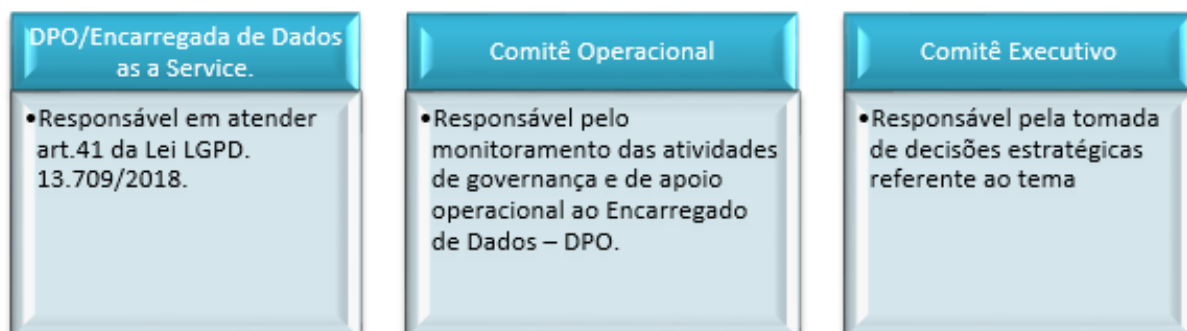 DPO/Encarregada de Dados
as a Service.
•Responsável em atender
art.41 da Lei LGPD.
13.709/2018.
Comitê Operacional
•Responsável pelo
monitoramento das atividades
de governança e de apoio
operacional ao Encarregado
de Dados – DPO.
Comitê Executivo
•Responsável pela tomada
de decisões estratégicas
referente ao tema